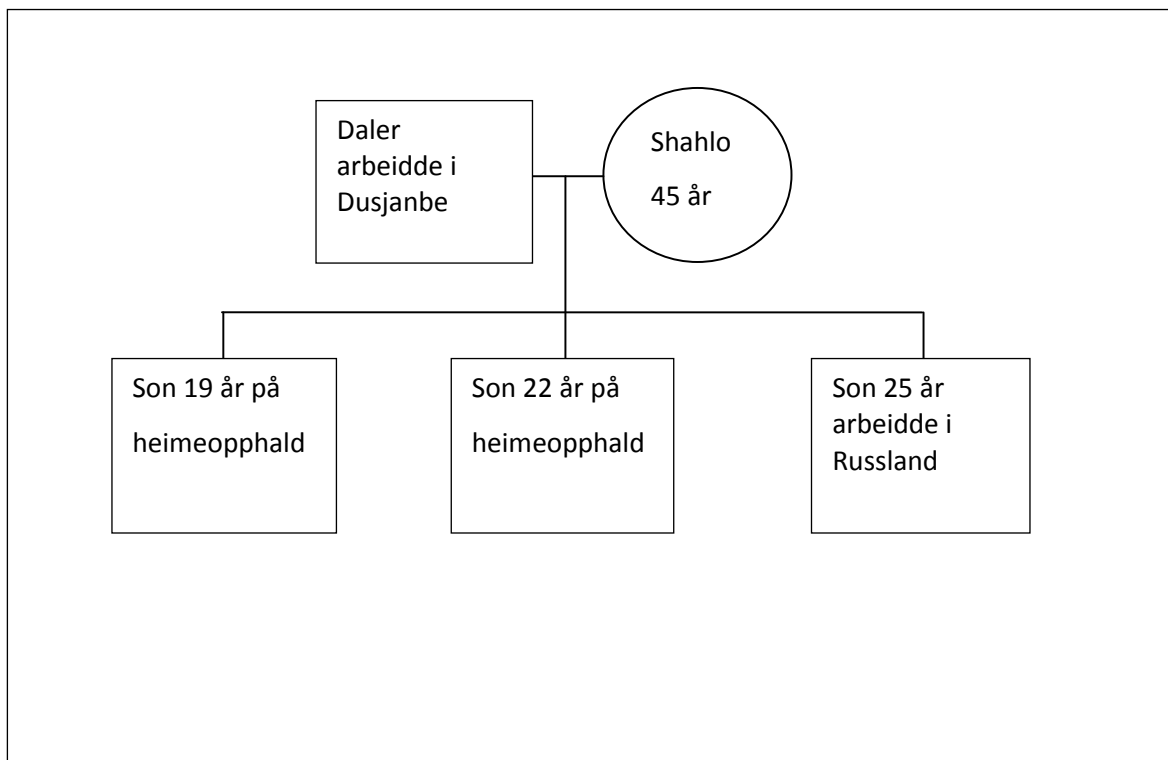 Daler
arbeidde i
Dusjanbe
Shahlo
45 år
Son 19 år på
heimeopphald
Son 22 år på
heimeopphald
Son 25 år
arbeidde i
Russland